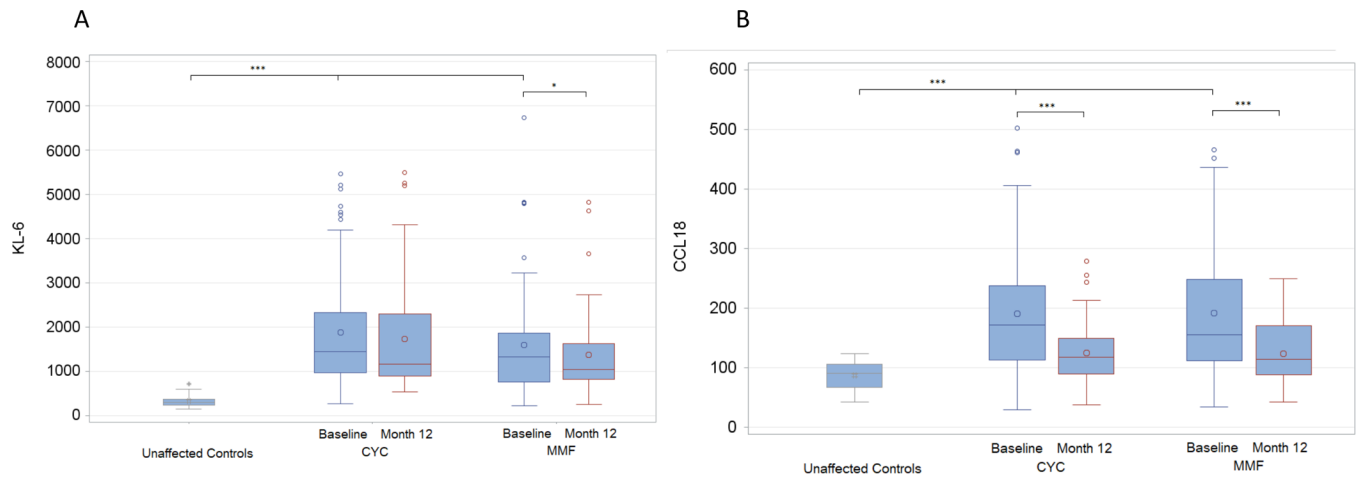 A
KL-6
8000
7000
6000
5000
4000
3000
2000
1000
0
***
*
Baseline Month 12 Baseline Month 12
Unaffected Controls CYC MMF
B
CCL18
600
500
400
300
200
100
0
***
***
***
Baseline Month 12 Baseline Month 12
Unaffected Controls CYC MMF